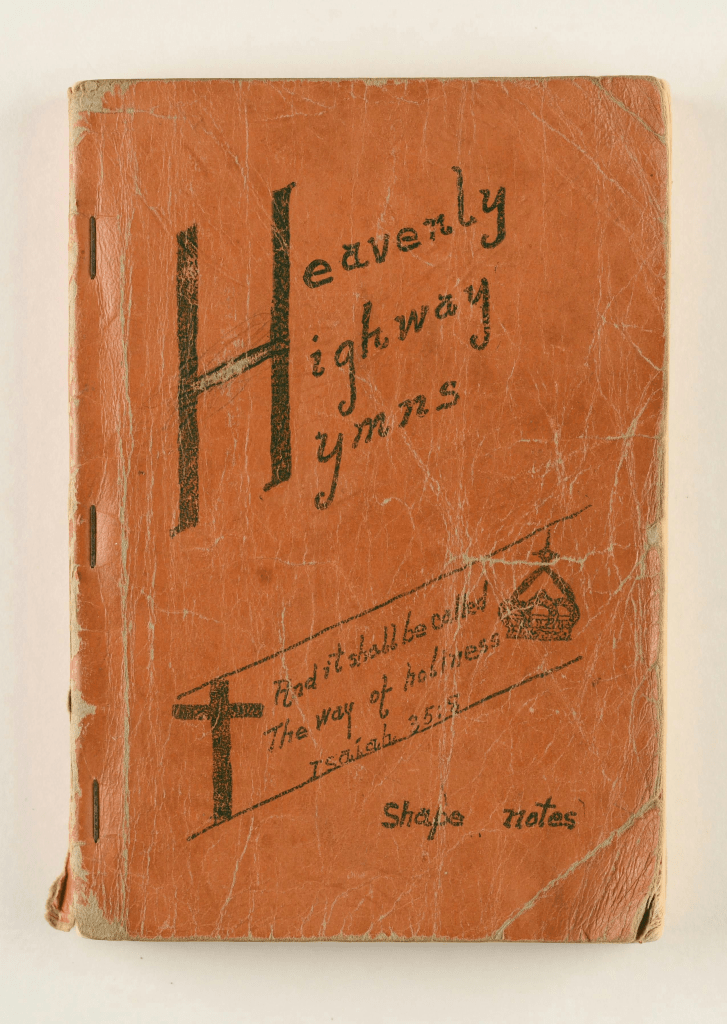 Heavenly
Highway
Hymns
And it shall be called
The way of holiness
Isaiah 35:8
Shape notes